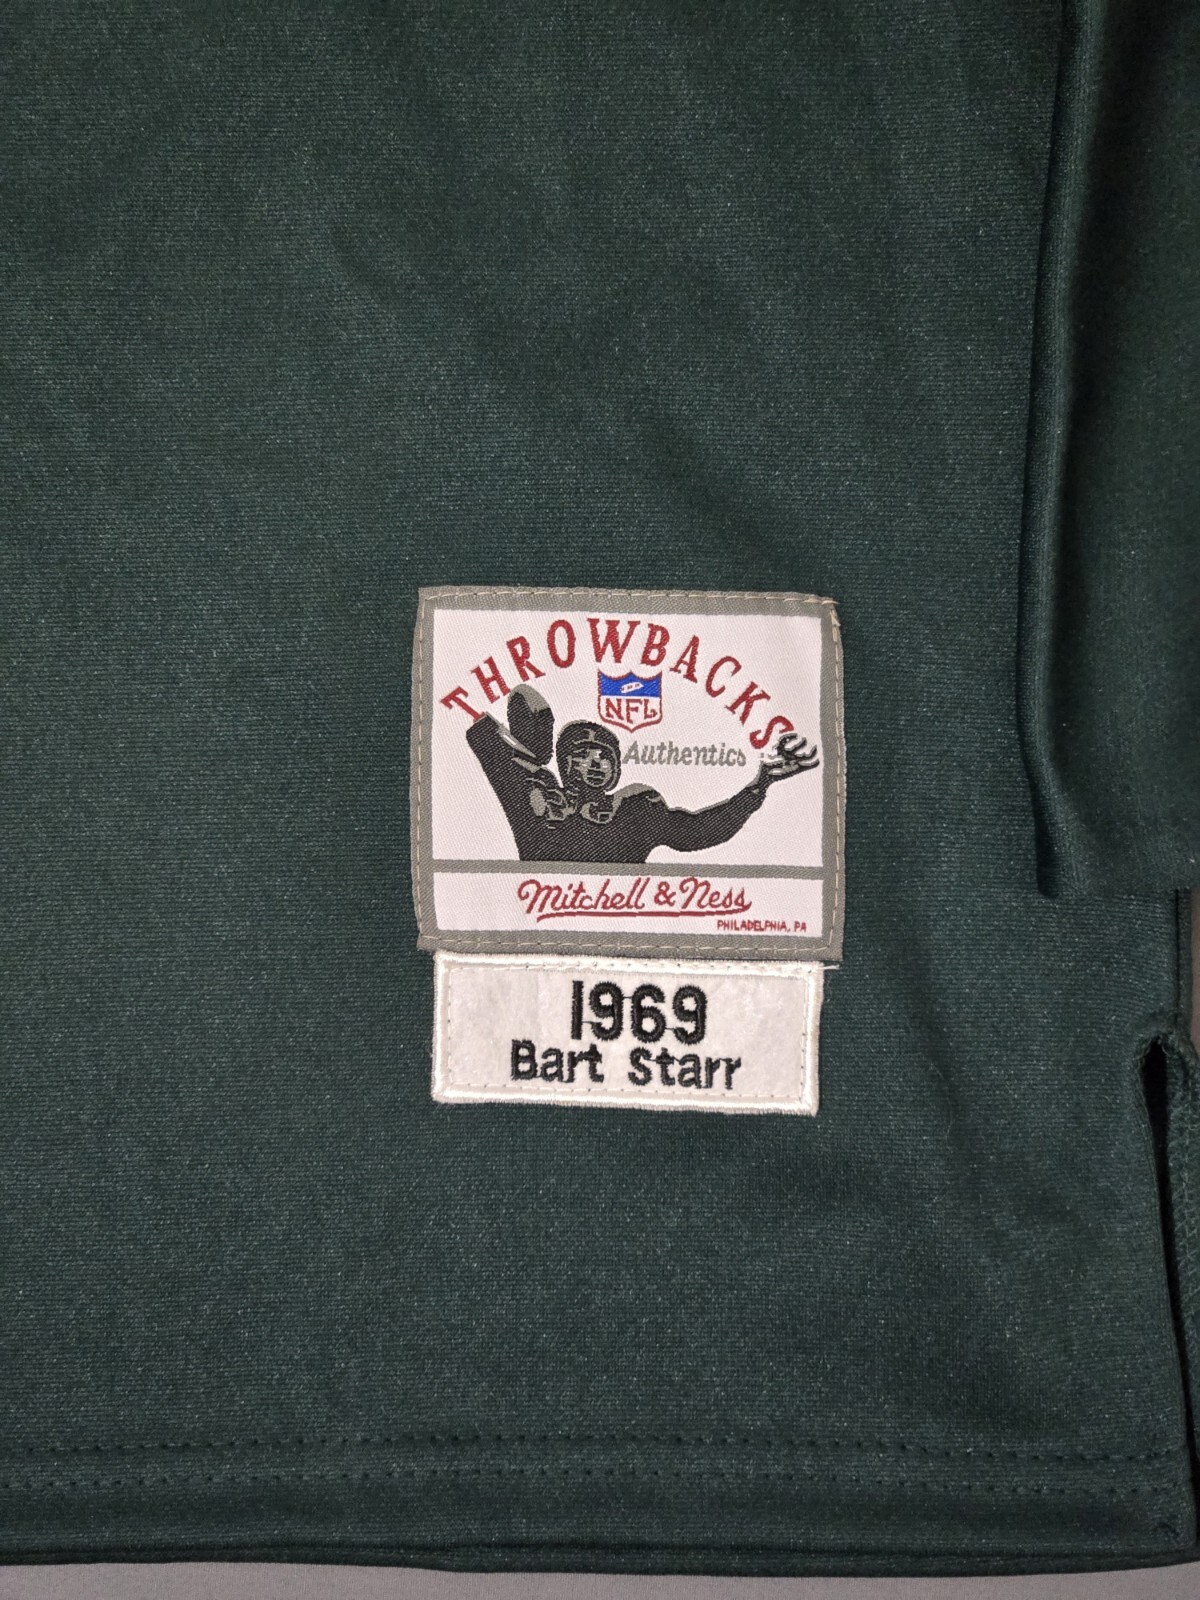 THROWBACKS
NFL
Authentics
Mitchell & Ness
PHILADELPHIA, PA
1969
Bart Starr